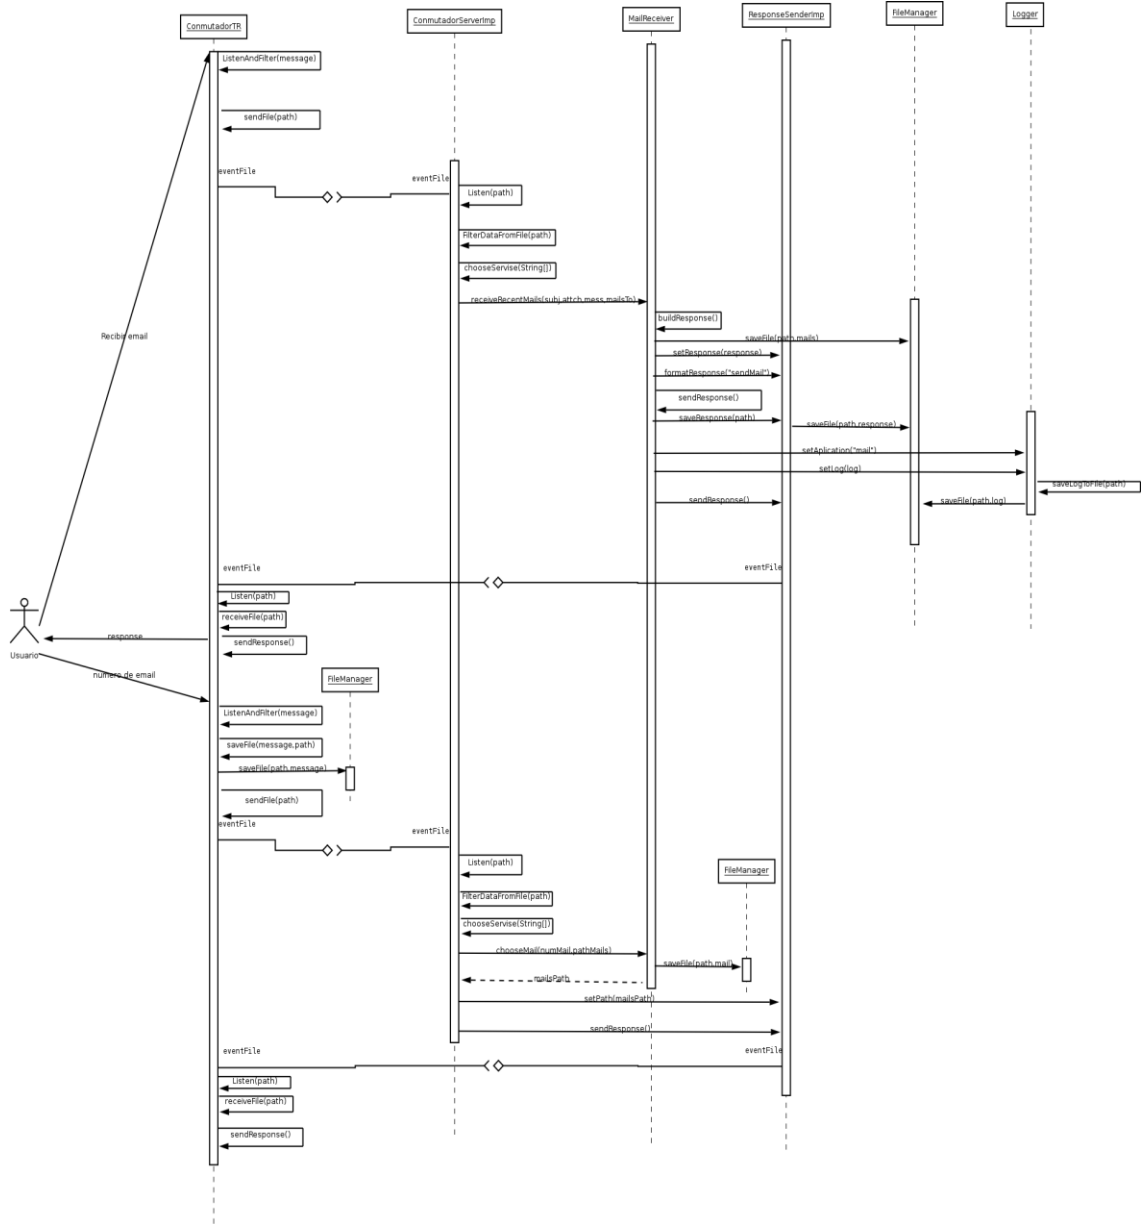 ConmutadorTR
ConmutadorServerImp
MailReceiver
ResponseSenderImp
FileManager
Logger
ListenAndFilter(message)
sendFile(path)
eventFile
eventFile
Listen(path)
FilterDataFromFile(path)
chooseServise(String[])
receiveRecentMails(subj,attch,mess,mailsTo)
buildResponse()
saveFile(path,mails)
setResponse(response)
formatResponse("sendMail")
sendResponse()
saveResponse(path)
saveFile(path,response)
setAplication("mail")
setLog(log)
saveLogToFile(path)
sendResponse()
saveFile(path,log)
Recibir email
eventFile
eventFile
Listen(path)
receiveFile(path)
response
sendResponse()
Usuario
numero de email
FileManager
ListenAndFilter(message)
saveFile(message,path)
saveFile(path,message)
sendFile(path)
eventFile
eventFile
Listen(path)
FileManager
FilterDataFromFile(path)
chooseServise(String[])
chooseMail(numMail,pathMails)
saveFile(path,mail)
mailsPath
setPath(mailsPath)
sendResponse()
eventFile
eventFile
Listen(path)
receiveFile(path)
sendResponse()